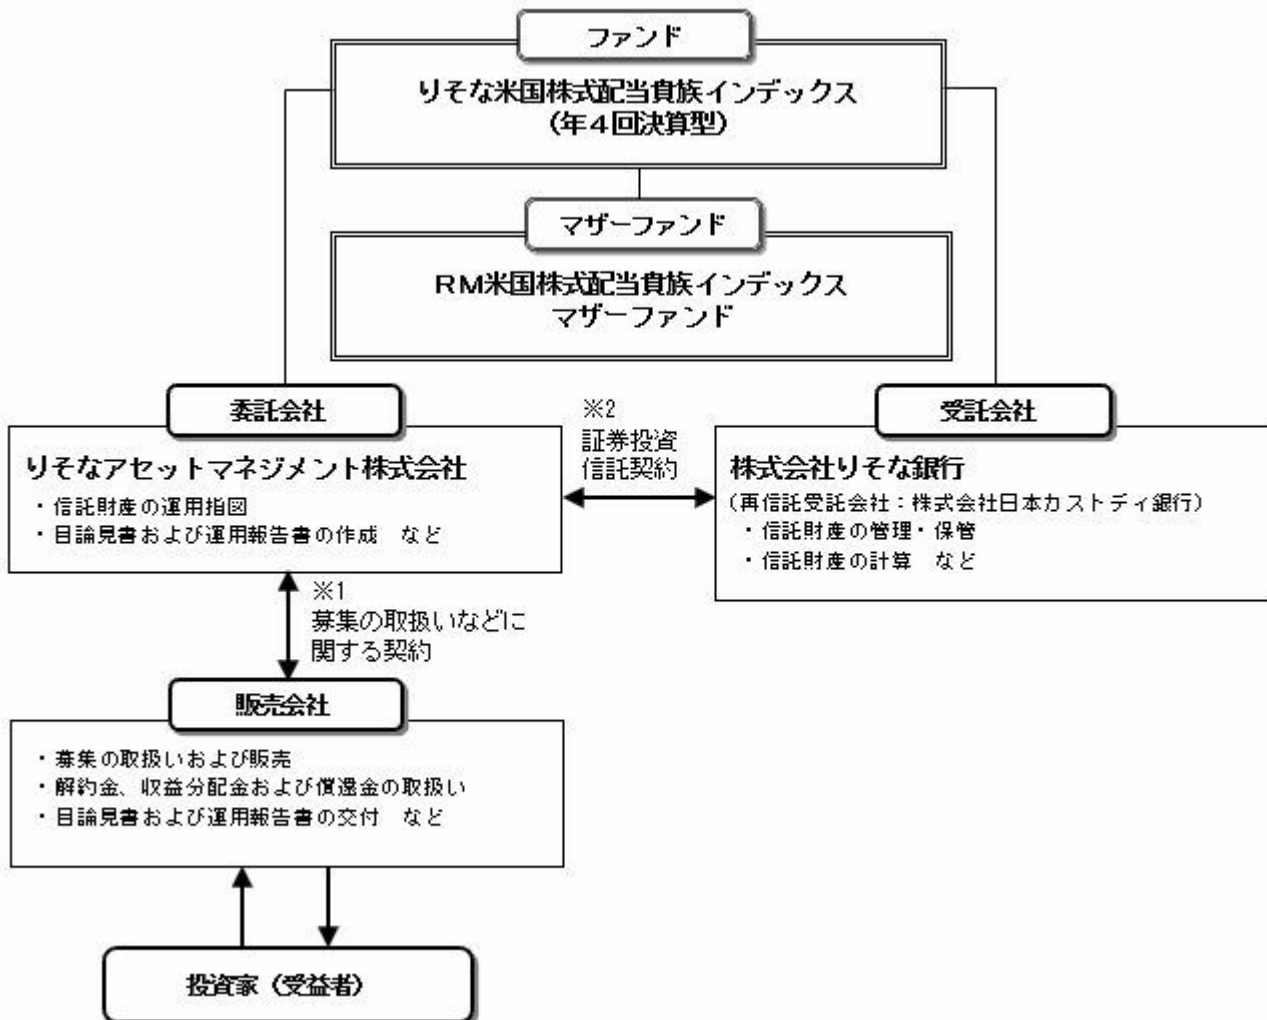 ファンド
りそな米国株式配当貴族インデックス
(年4回決算型)
マザーファンド
RM米国株式配当貴族インデックス
マザーファンド
委託会社
りそなアセットマネジメント株式会社
・信託財産の運用指図
・目論見書および運用報告書の作成　など
※2
証券投資
信託契約
受託会社
株式会社りそな銀行
(再信託受託会社：株式会社日本カストディ銀行)
・信託財産の管理・保管
・信託財産の計算　など
※1
募集の取扱いなどに
関する契約
販売会社
・募集の取扱いおよび販売
・解約金、収益分配金および償還金の取扱い
・目論見書および運用報告書の交付　など
投資家（受益者）